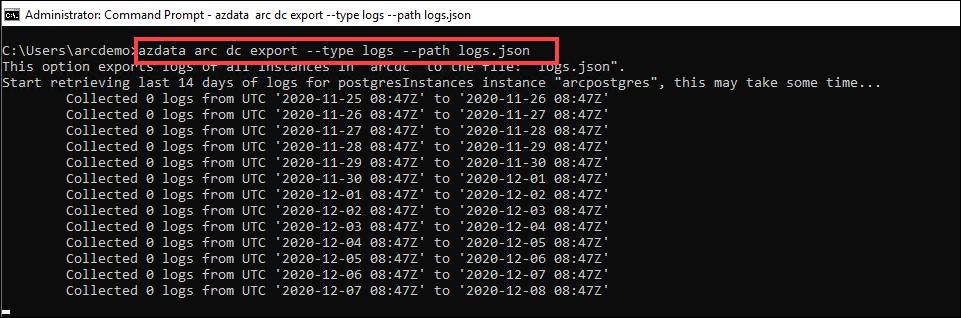 Administrator: Command Prompt - azdata  arc dc export --type logs --path logs.json
C:\Users\arcdemo>azdata arc dc export --type logs --path logs.json
This option exports logs of all instances in "arcdc" to the file: "logs.json".
Start retrieving last 14 days of logs for postgresInstances instance "arcpostgres", this may take some time...
Collected 0 logs from UTC '2020-11-25 08:47Z' to '2020-11-26 08:47Z'
Collected 0 logs from UTC '2020-11-26 08:47Z' to '2020-11-27 08:47Z'
Collected 0 logs from UTC '2020-11-27 08:47Z' to '2020-11-28 08:47Z'
Collected 0 logs from UTC '2020-11-28 08:47Z' to '2020-11-29 08:47Z'
Collected 0 logs from UTC '2020-11-29 08:47Z' to '2020-11-30 08:47Z'
Collected 0 logs from UTC '2020-11-30 08:47Z' to '2020-12-01 08:47Z'
Collected 0 logs from UTC '2020-12-01 08:47Z' to '2020-12-02 08:47Z'
Collected 0 logs from UTC '2020-12-02 08:47Z' to '2020-12-03 08:47Z'
Collected 0 logs from UTC '2020-12-03 08:47Z' to '2020-12-04 08:47Z'
Collected 0 logs from UTC '2020-12-04 08:47Z' to '2020-12-05 08:47Z'
Collected 0 logs from UTC '2020-12-05 08:47Z' to '2020-12-06 08:47Z'
Collected 0 logs from UTC '2020-12-06 08:47Z' to '2020-12-07 08:47Z'
Collected 0 logs from UTC '2020-12-07 08:47Z' to '2020-12-08 08:47Z'